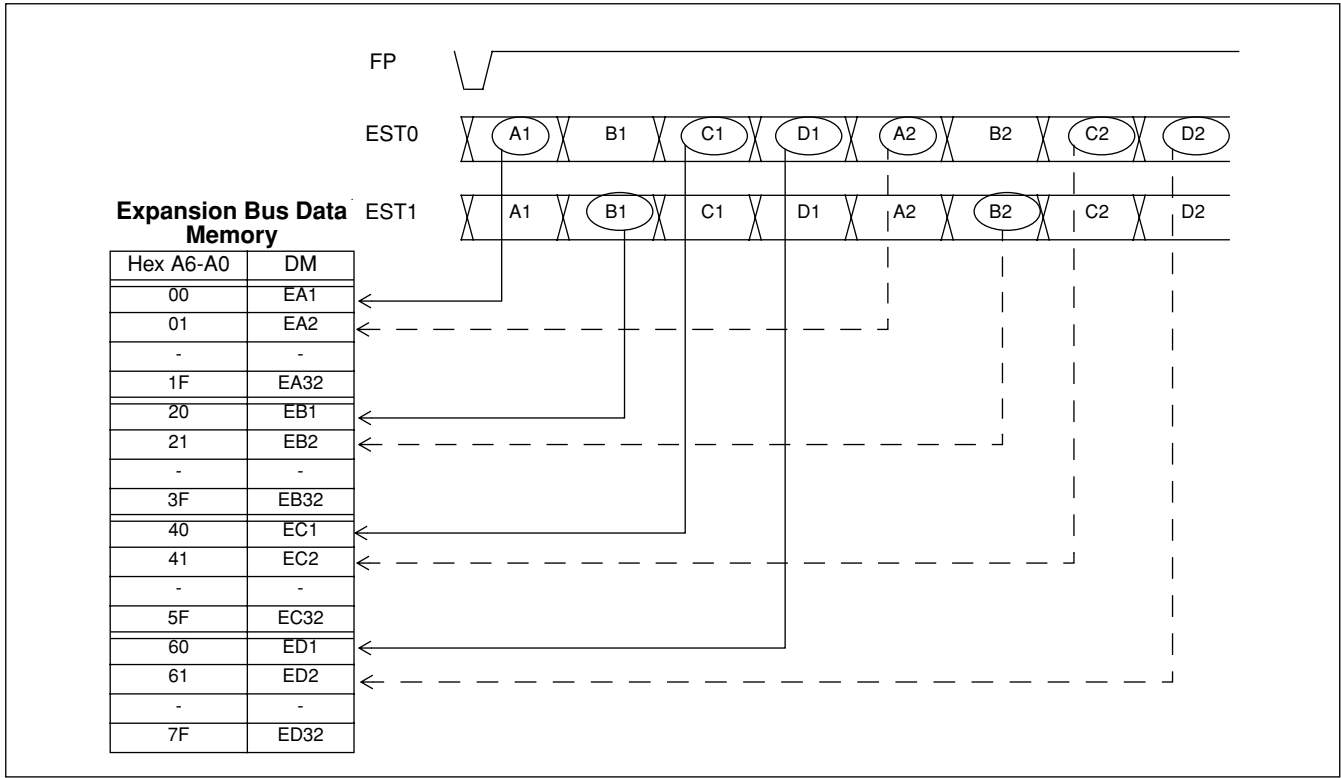 FP
EST0 A1 B1 C1 D1 A2 B2 C2 D2
EST1 A1 B1 C1 D1 A2 B2 C2 D2
Expansion Bus Data
Memory
Hex A6-A0 DM
00 EA1
01 EA2
- -
1F EA32
20 EB1
21 EB2
- -
3F EB32
40 EC1
41 EC2
- -
5F EC32
60 ED1
61 ED2
- -
7F ED32